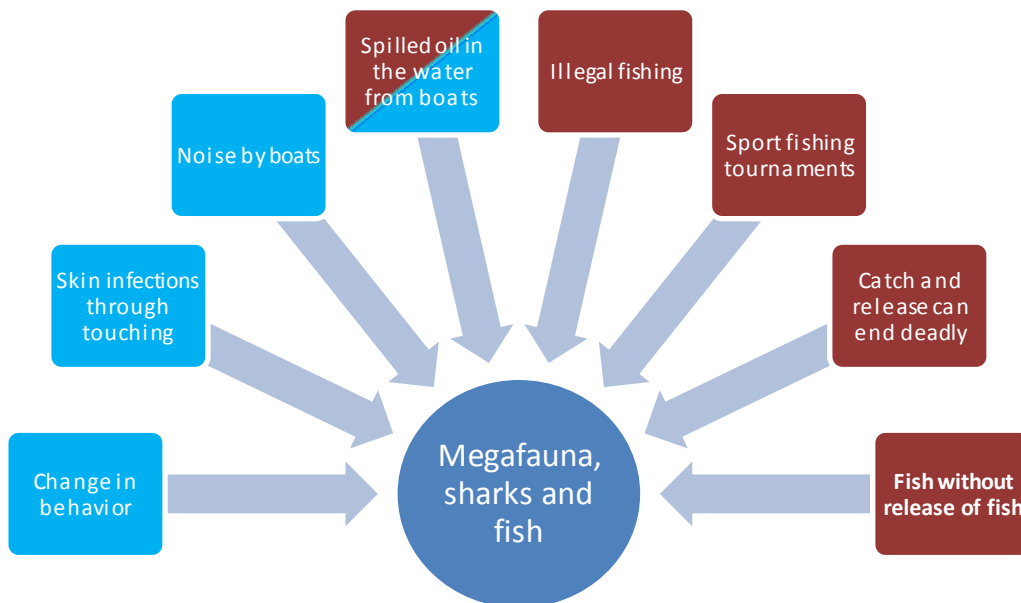 Spilled oil in
the water
from boats
Illegal fishing
Noise by boats
Sport fishing
tournaments
Skin infections
through
touching
Catch and
release can
end deadly
Change in
behavior
Megafauna,
sharks and
fish
Fish without
release of fish